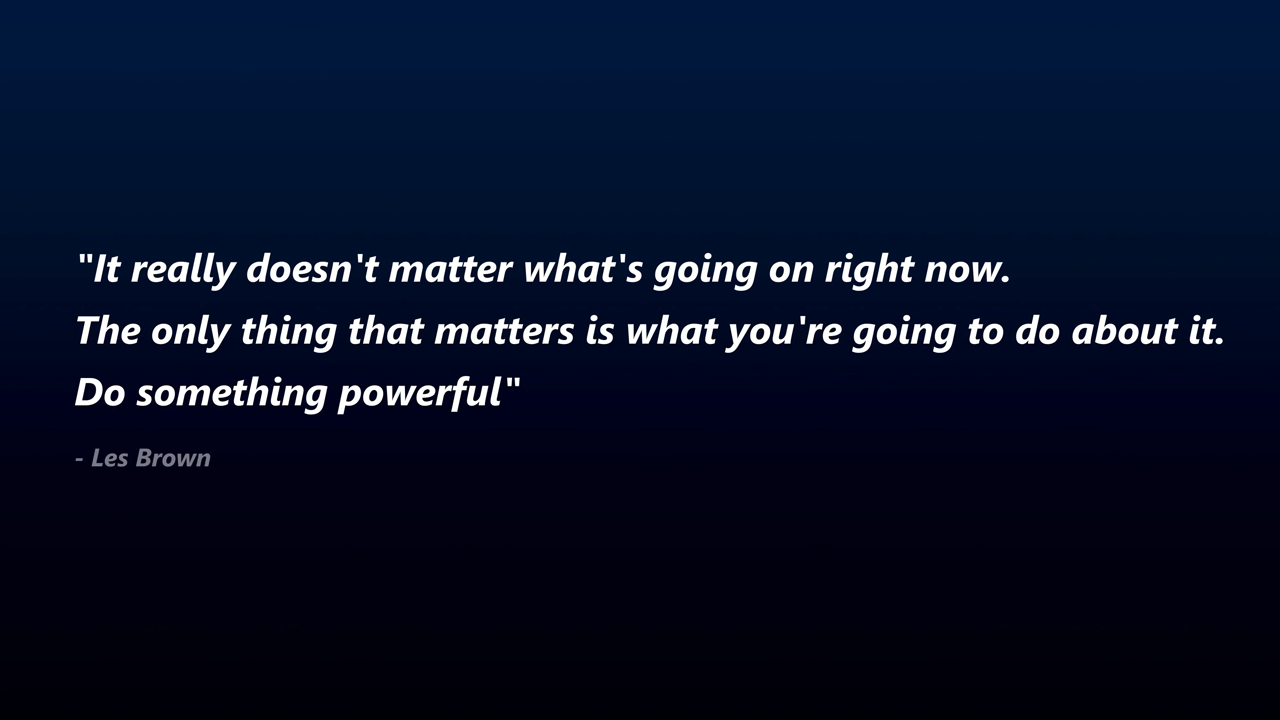 "It really doesn't matter what's going on right now.
The only thing that matters is what you're going to do about it.
Do something powerful"
- Les Brown